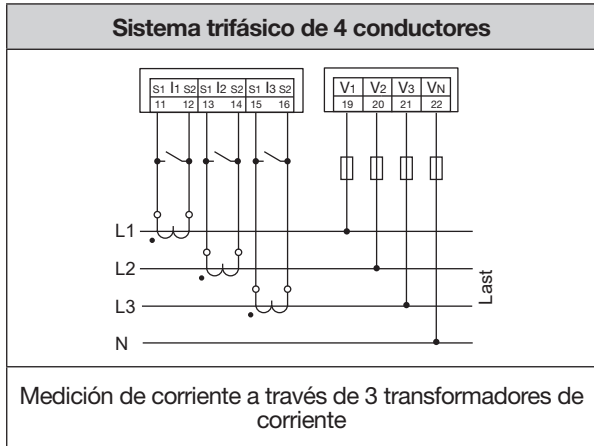 Sistema trifásico de 4 conductores
S1 I1 S2 S1 I2 S2 S1 I3 S2
11 12 13 14 15 16
V1 V2 V3 VN
19 20 21 22
L1
L2
L3
N
Last
Medición de corriente a través de 3 transformadores de
corriente